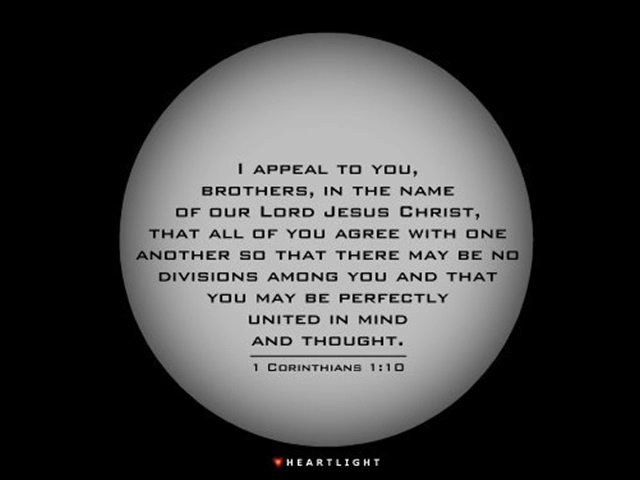 I APPEAL TO YOU,
BROTHERS, IN THE NAME
OF OUR LORD JESUS CHRIST,
THAT ALL OF YOU AGREE WITH ONE
ANOTHER SO THAT THERE MAY BE NO
DIVISIONS AMONG YOU AND THAT
YOU MAY BE PERFECTLY
UNITED IN MIND
AND THOUGHT.
1 CORINTHIANS 1:10
HEARTLIGHT